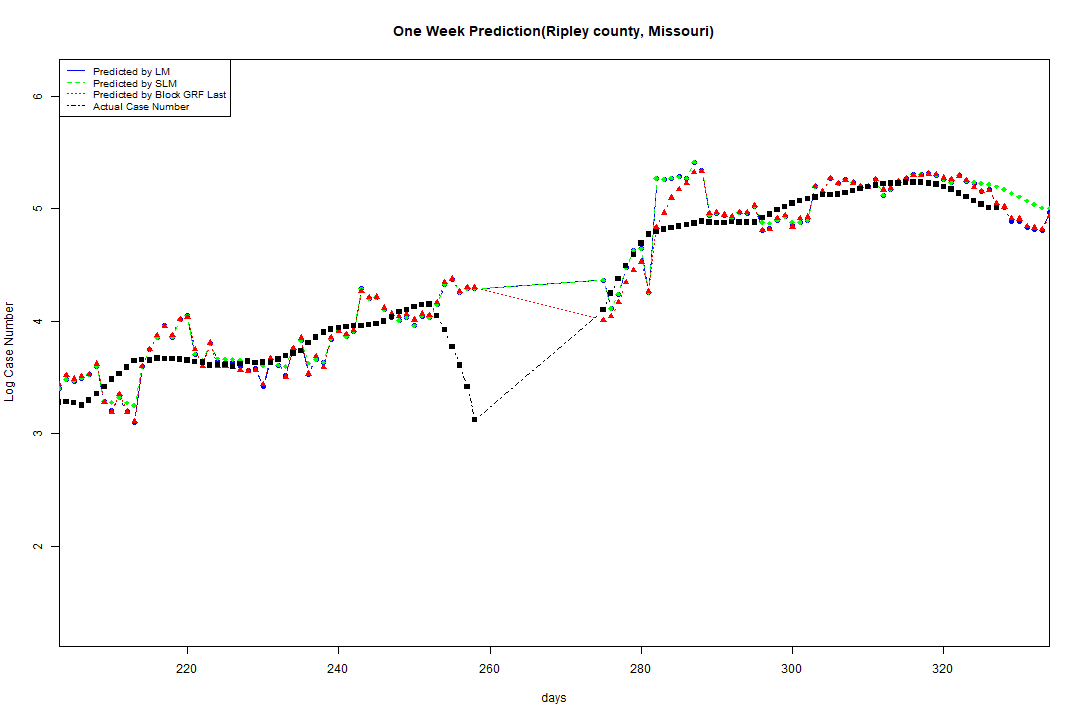 One Week Prediction(Ripley county, Missouri)
Predicted by LM
Predicted by SLM
Predicted by Block GRF Last
Actual Case Number
6
5
4
3
2
Log Case Number
220 240 260 280 300 320
days